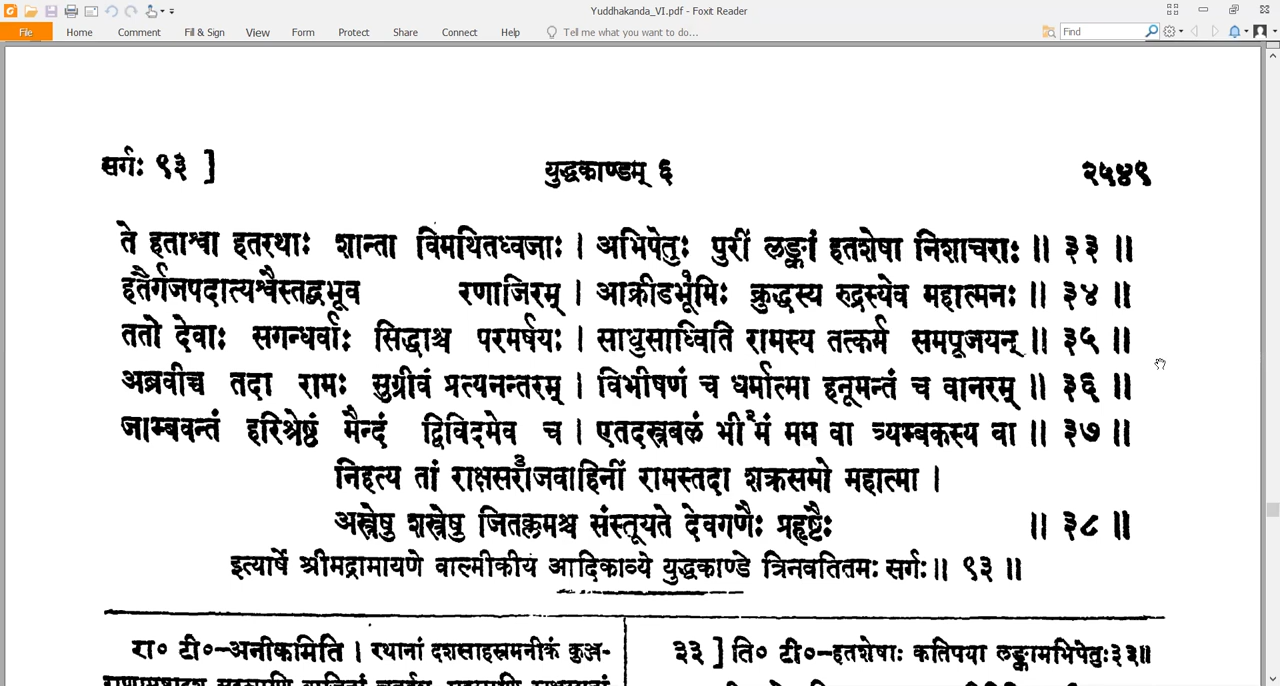 Yuddhakanda_VI.pdf - Foxit Reader
File Home Comment Fill & Sign View Form Protect Share Connect Help Tell me what you want to do... Find
सर्गः ९३ ] युद्धकाण्डम् ६ २५४९
ते हताश्वा हतरथाः शान्ता विमथितध्वजाः । अभिपेतुः पुरीं लङ्कां हतशेषा निशाचराः ॥ ३३ ॥
हतैर्गजपदात्यश्वैस्तद्वभूव रणाजिरम् । आक्रीडभूमिः क्रुद्धस्य रुद्रस्येव महात्मनः ॥ ३४ ॥
ततो देवाः सगन्धर्वाः सिद्धाश्च परमर्षयः । साधुसाध्विति रामस्य तत्कर्म समपूजयन् ॥ ३५ ॥
अब्रवीच्च तदा रामः सुग्रीवं प्रत्यनन्तरम् । विभीषणं च धर्मात्मा हनूमन्तं च वानरम् ॥ ३६ ॥
जाम्बवन्तं हरिश्रेष्ठं मैन्दं द्विविदमेव च । एतदस्त्रबलं भीमं मम वा त्र्यम्बकस्य वा ॥ ३७ ॥
निहत्य तां राक्षसराजवाहिनीं रामस्तदा शक्रसमो महात्मा ।
अस्त्रेषु शस्त्रेषु जितक्लमश्च संस्तूयते देवगणैः प्रहृष्टैः ॥ ३८ ॥
इत्यार्षे श्रीमद्रामायणे वाल्मीकीय आदिकाव्ये युद्धकाण्डे त्रिनवतितमः सर्गः ॥ ९३ ॥
रा० टी०-अनीकमिति । रथानां दशसाहस्रमनीकं कुञ्ज-
३३ ] ति० टी०-हतशेषाः कतिपया लङ्कामभिपेतुः ३३॥